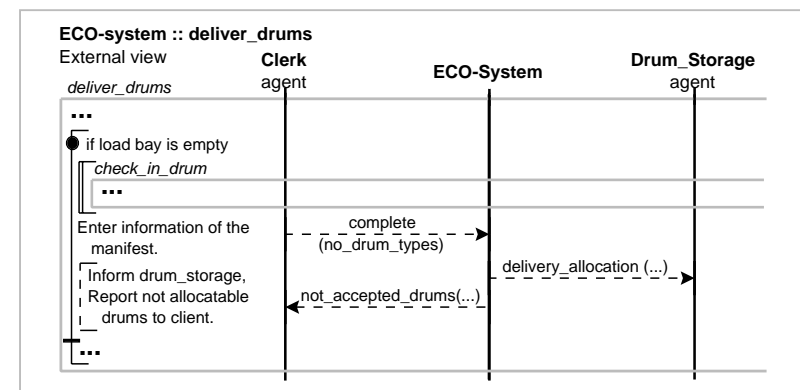 ECO-system :: deliver_drums
External view
Clerk
agent
ECO-System
Drum_Storage
agent
deliver_drums
...
if load bay is empty
check_in_drum
...
Enter information of the
manifest.
complete
(no_drum_types)
Inform drum_storage,
Report not allocatable
drums to client.
delivery_allocation (...)
not_accepted_drums(...)
...